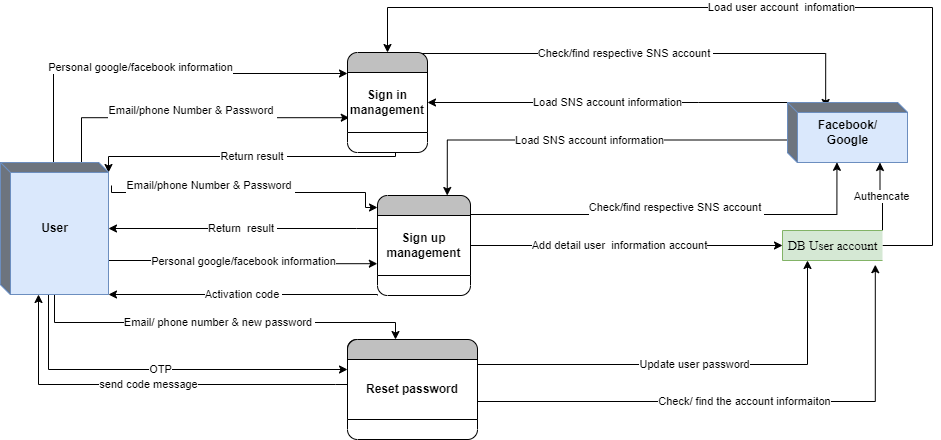 Load user account  infomation
Check/find respective SNS account
Personal google/facebook information
Sign in
management
Load SNS account information
Email/phone Number & Password
Facebook/
Google
Load SNS account information
Return result
Email/phone Number & Password
Authencate
Check/find respective SNS account
User
Return  result
Sign up
management
Add detail user  information account
DB User account
Personal google/facebook information
Activation code
Email/ phone number & new password
OTP
send code message
Reset password
Update user password
Check/ find the account informaiton